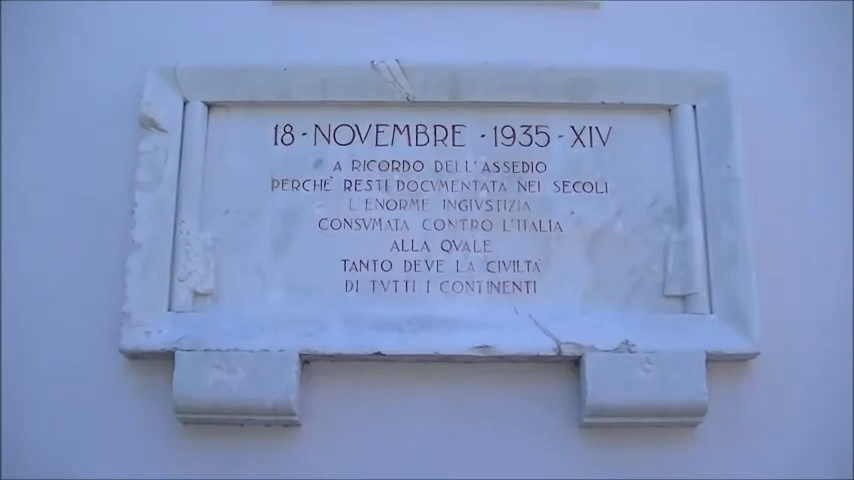 18 · NOVEMBRE · 1935 · XIV
A RICORDO DELL'ASSEDIO
PERCHÈ RESTI DOCVMENTATA NEI SECOLI
L'ENORME INGIVSTIZIA
CONSVMATA CONTRO L'ITALIA
ALLA QVALE
TANTO DEVE LA CIVILTÀ
DI TVTTI I CONTINENTI